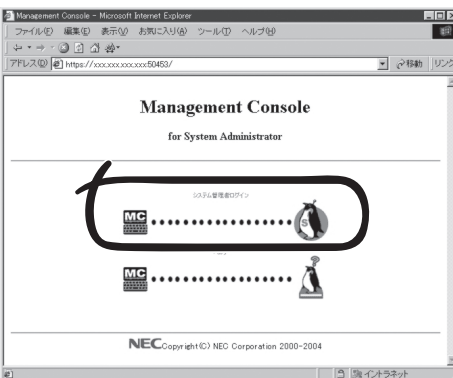 Management Console - Microsoft Internet Explorer
ファイル(F) 編集(E) 表示(V) お気に入り(A) ツール(T) ヘルプ(H)
アドレス(D) https://xxx.xxx.xxx.xxx:50453/ 移動 リンク
Management Console
for System Administrator
システム管理者ログイン
MC S
MC ?
NEC Copyright(C) NEC Corporation 2000-2004
イントラネット